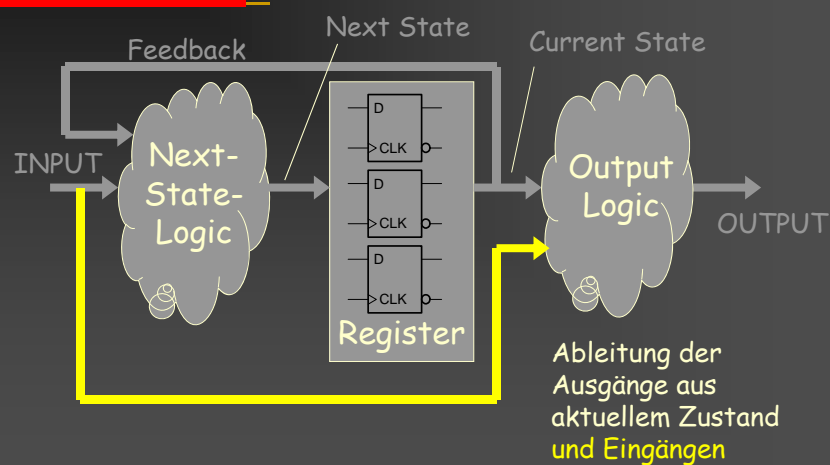 Next State
Current State
Feedback
INPUT
Next-
State-
Logic
D
CLK
D
CLK
D
CLK
Register
Output
Logic
OUTPUT
Ableitung der
Ausgänge aus
aktuellem Zustand
und Eingängen